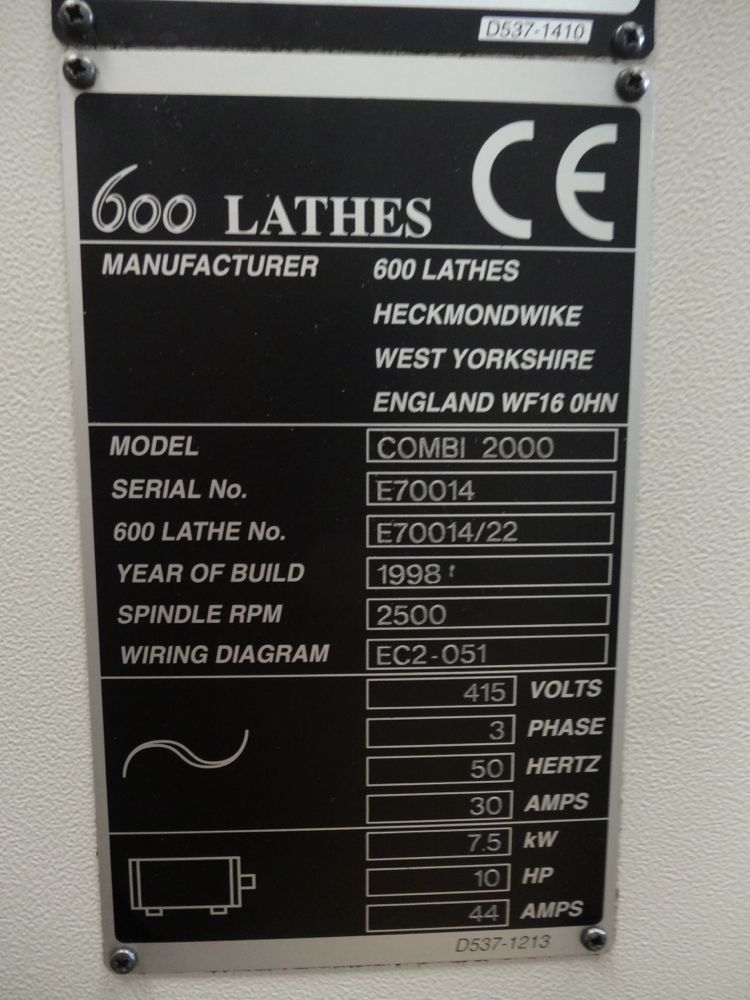 D537-1410
CE
600 LATHES
MANUFACTURER 600 LATHES
HECKMONDWIKE
WEST YORKSHIRE
ENGLAND WF16 0HN
MODEL COMBI 2000
SERIAL No. E70014
600 LATHE No. E70014/22
YEAR OF BUILD 1998
SPINDLE RPM 2500
WIRING DIAGRAM EC2-051
415 VOLTS
3 PHASE
50 HERTZ
30 AMPS
7.5 kW
10 HP
44 AMPS
D537-1213